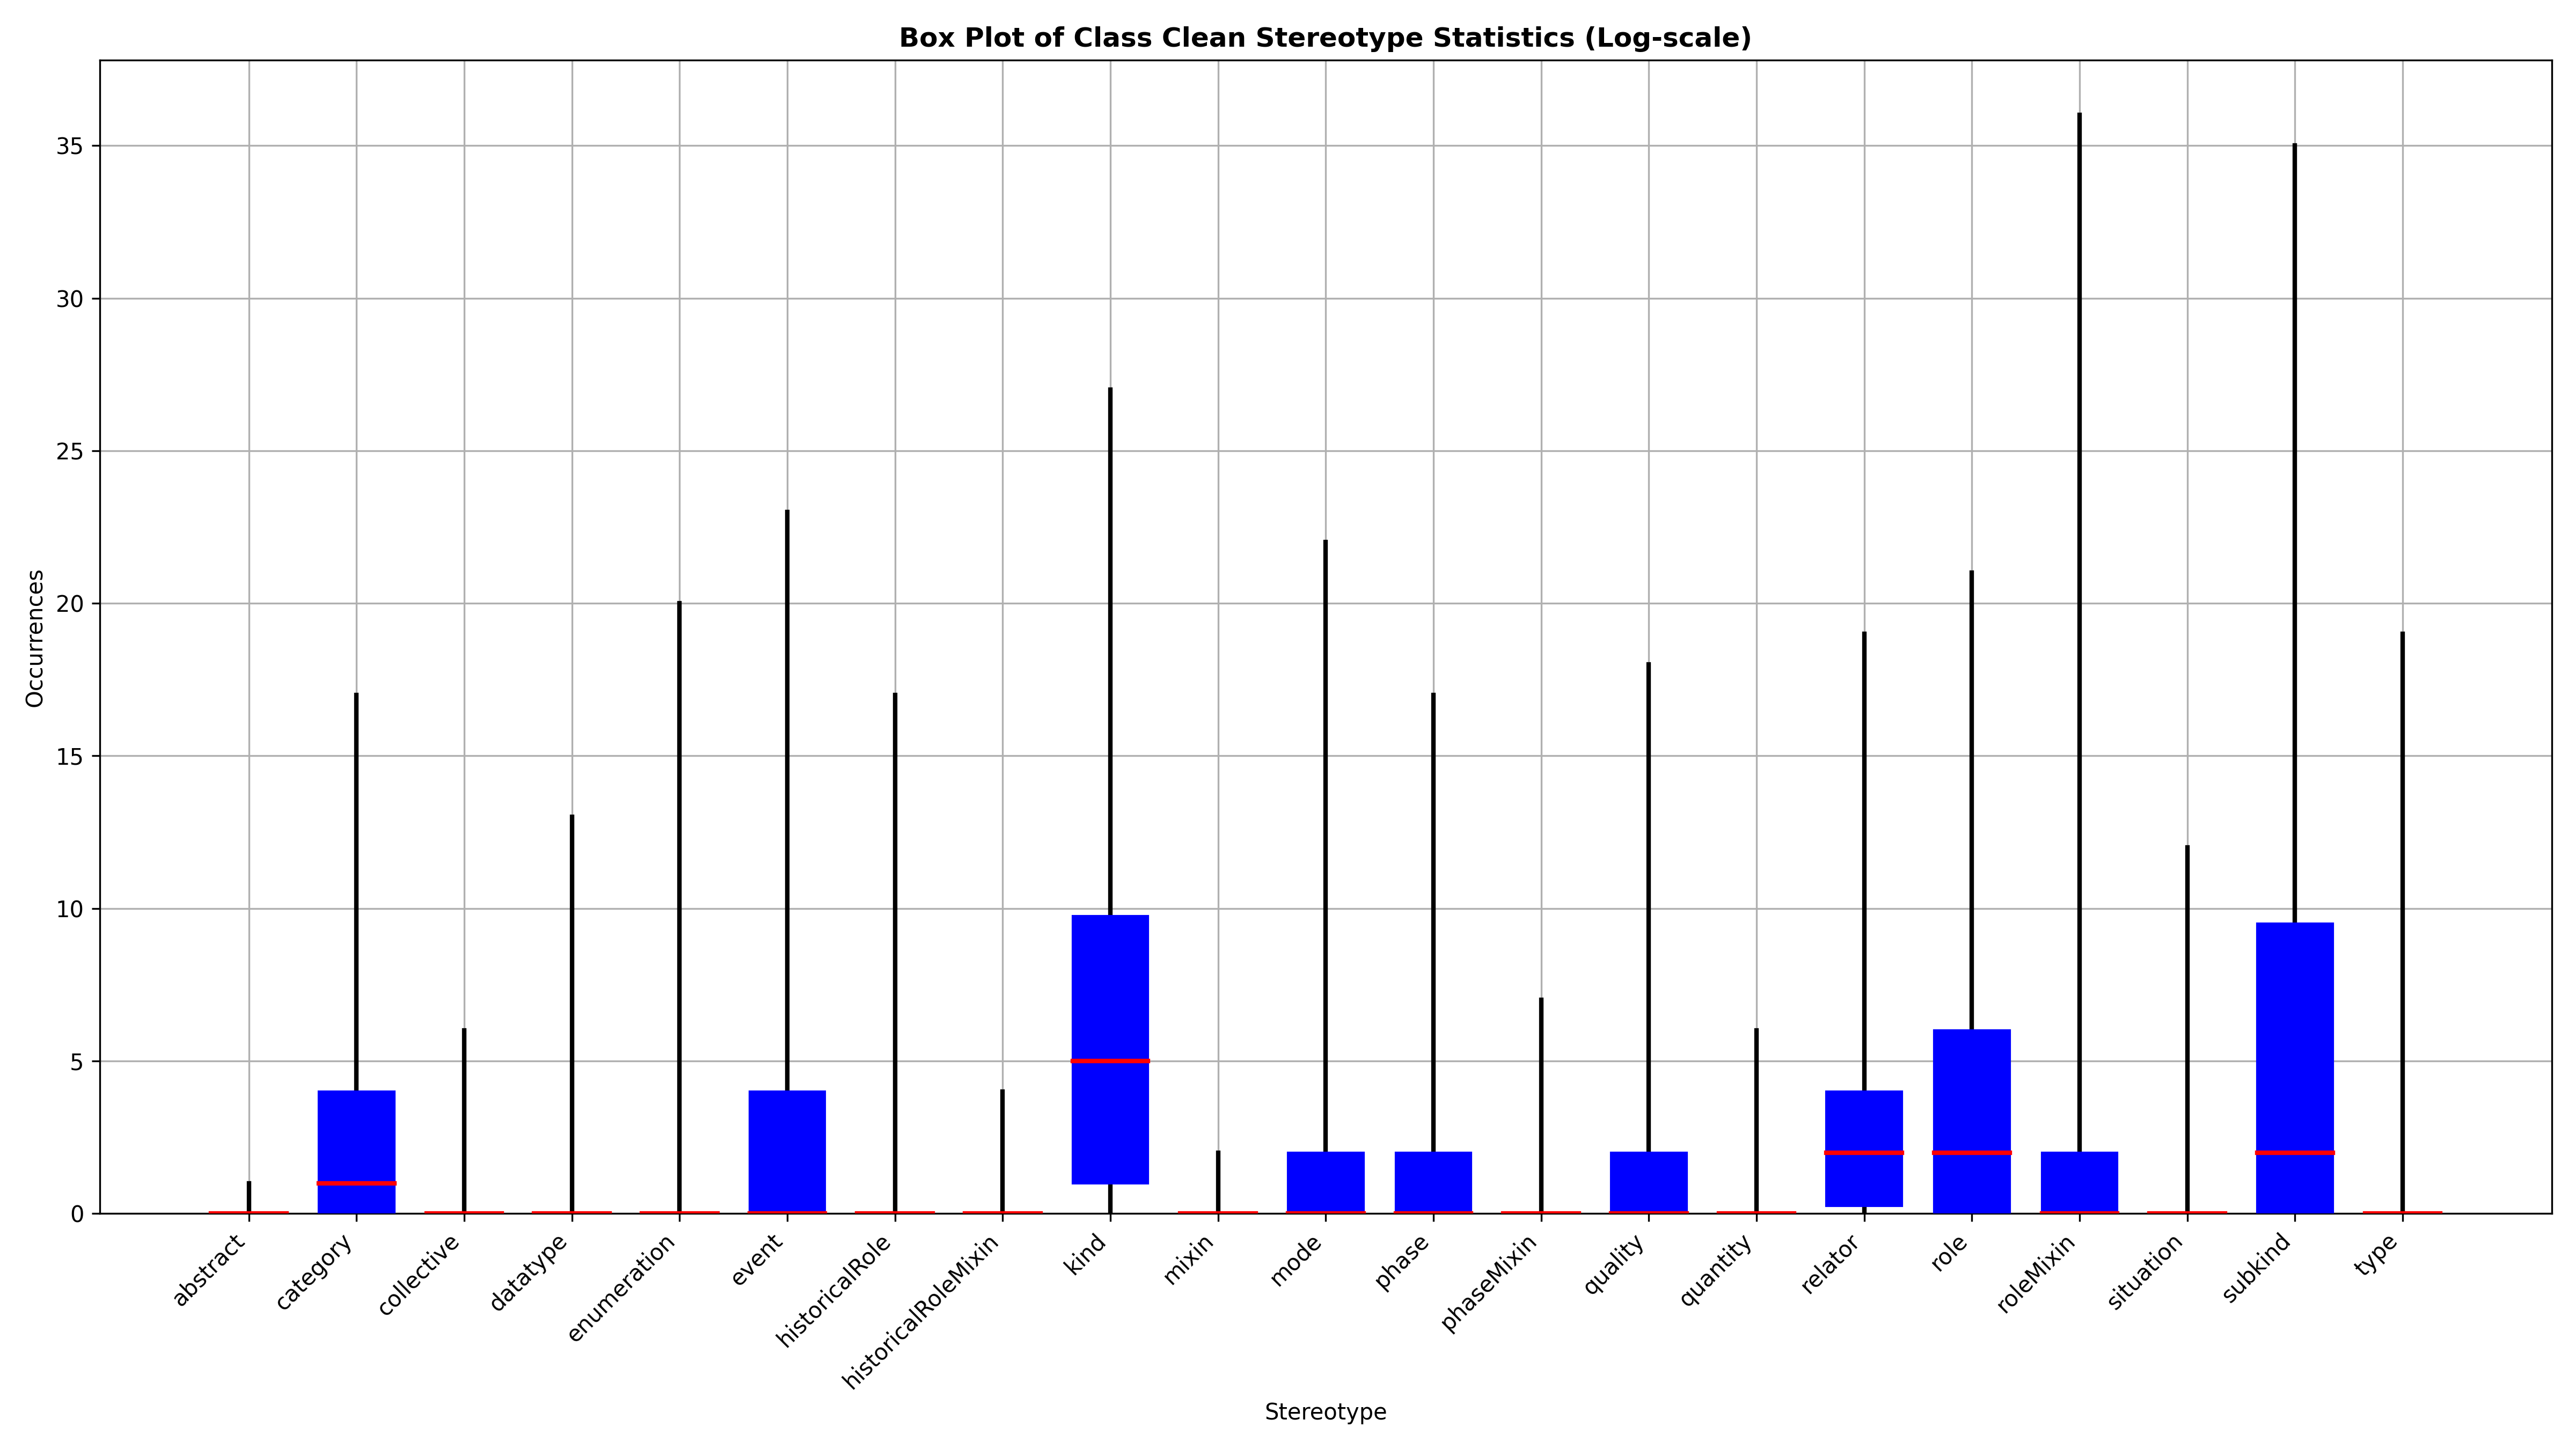 Box Plot of Class Clean Stereotype Statistics (Log-scale)
Occurrences
35
30
25
20
15
10
5
0
abstract
category
collective
datatype
enumeration
event
historicalRole
historicalRoleMixin
kind
mixin
mode
phase
phaseMixin
quality
quantity
relator
role
roleMixin
situation
subkind
type
Stereotype